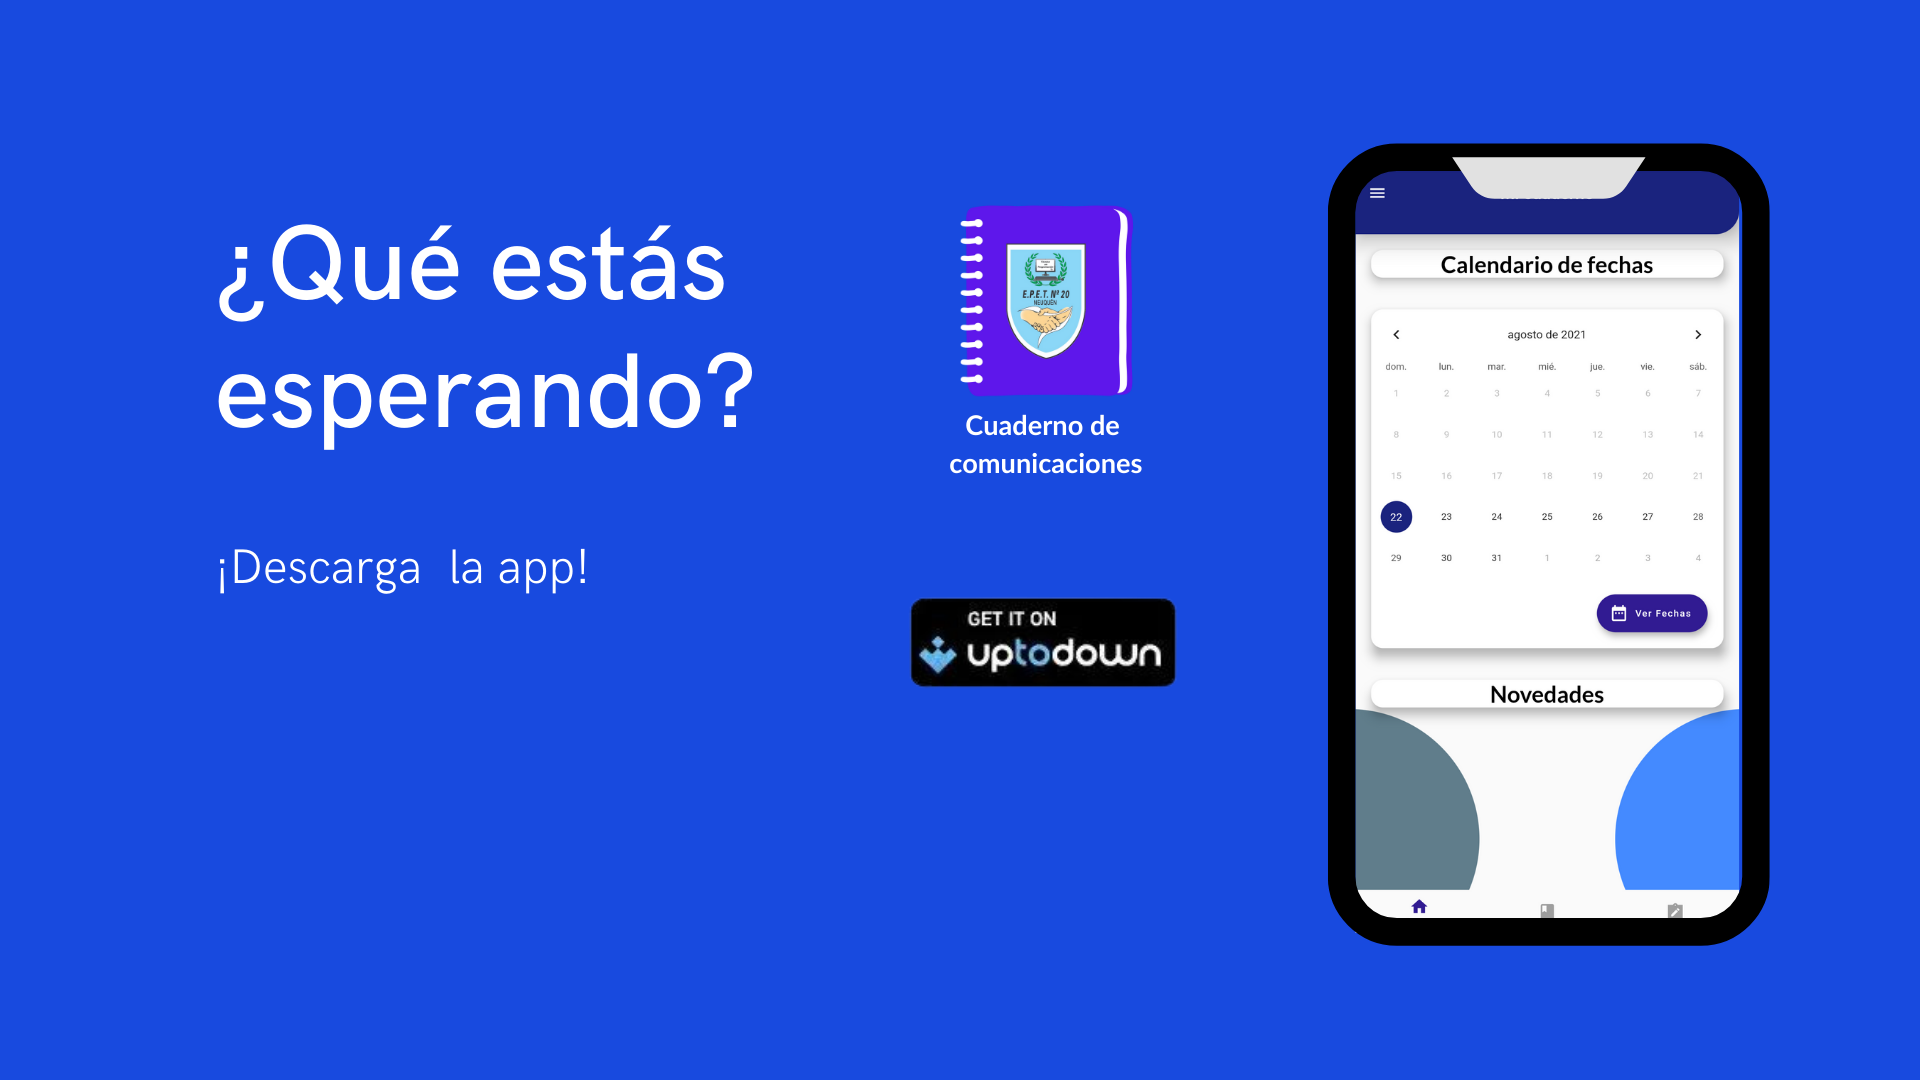 ¿Qué estás
esperando?
¡Descarga  la app!
E.P.E.T. Nº 20
NEUQUÉN
Cuaderno de
comunicaciones
GET IT ON
uptodown
Calendario de fechas
agosto de 2021
dom. lun. mar. mié. jue. vie. sáb.
1 2 3 4 5 6 7
8 9 10 11 12 13 14
15 16 17 18 19 20 21
22 23 24 25 26 27 28
29 30 31 1 2 3 4
Ver Fechas
Novedades